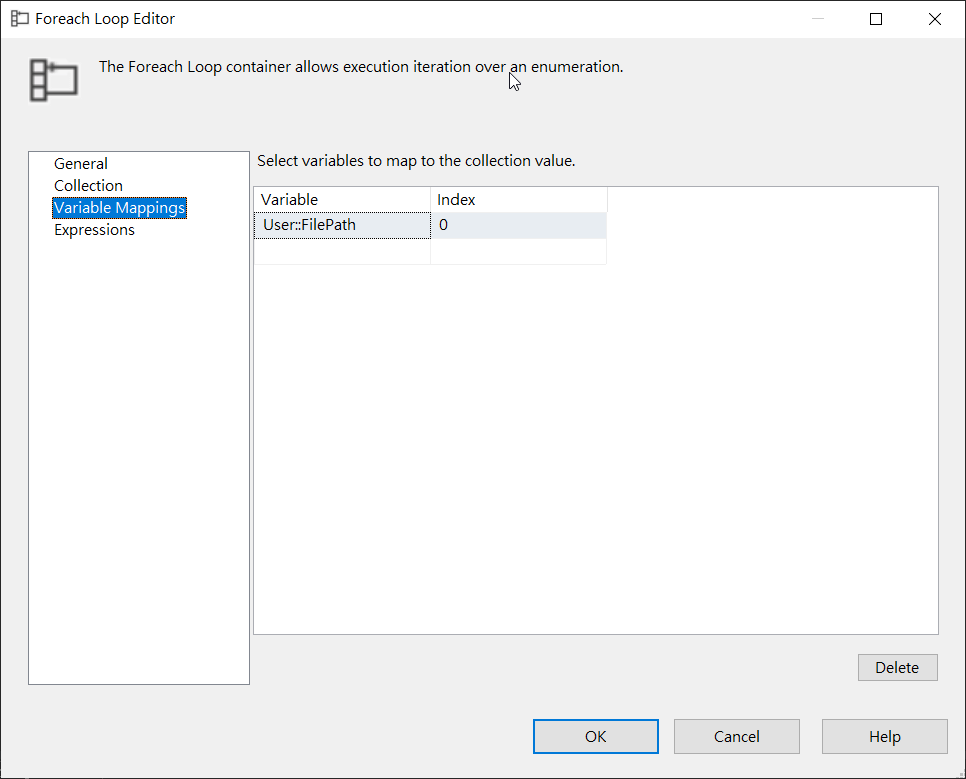 Foreach Loop Editor
The Foreach Loop container allows execution iteration over an enumeration.
General
Collection
Variable Mappings
Expressions
Select variables to map to the collection value.
Variable Index
User::FilePath 0
Delete
OK Cancel Help